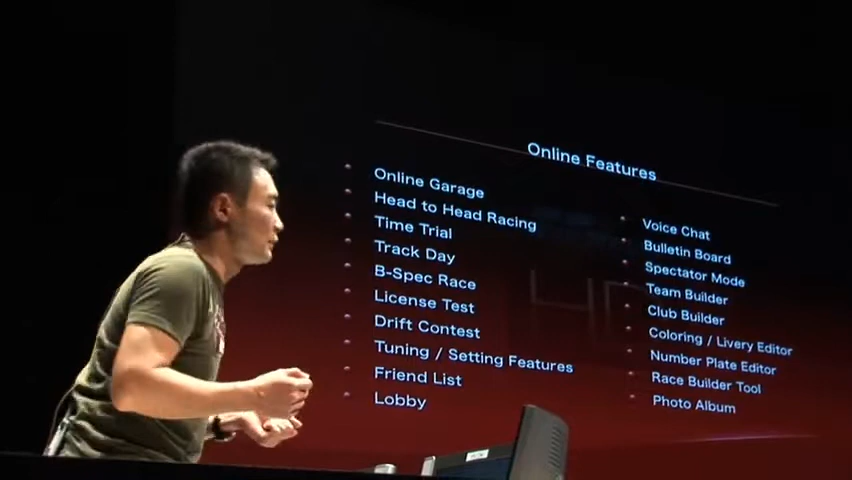 Online Features
Online Garage
Head to Head Racing
Time Trial
Track Day
B-Spec Race
License Test
Drift Contest
Tuning / Setting Features
Friend List
Lobby
Voice Chat
Bulletin Board
Spectator Mode
Team Builder
Club Builder
Coloring / Livery Editor
Number Plate Editor
Race Builder Tool
Photo Album